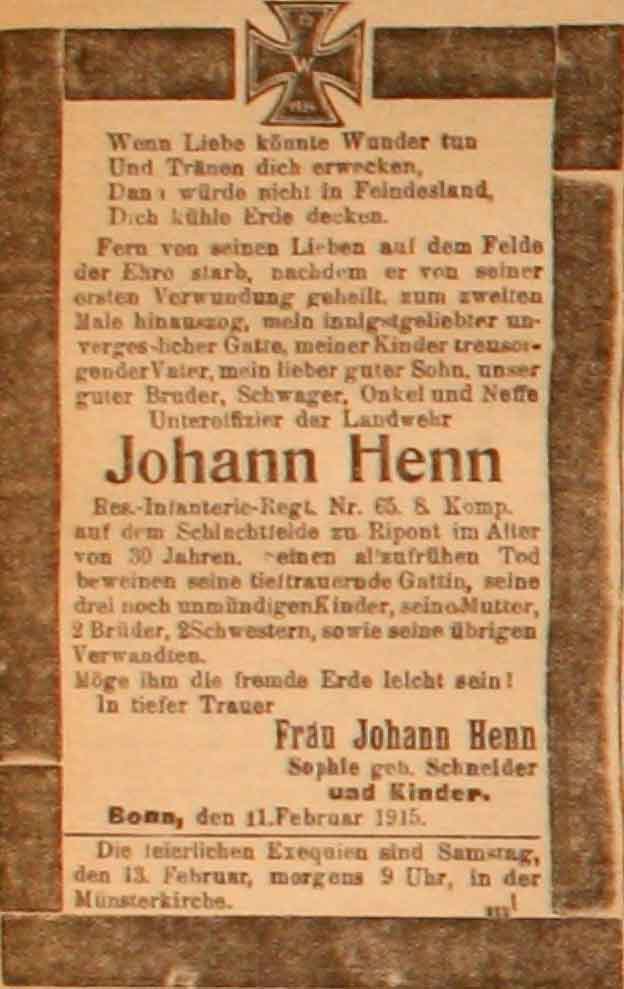 W
Wenn Liebe könnte Wunder tun
Und Tränen dich erwecken,
Dann würde nicht in Feindesland,
Dich kühle Erde decken.
Fern von seinen Lieben auf dem Felde
der Ehre starb, nachdem er von seiner
ersten Verwundung geheilt, zum zweiten
Male hinauszog, mein innigstgeliebter un-
vergesslicher Gatte, meiner Kinder treusor-
gender Vater, mein lieber guter Sohn, unser
guter Bruder, Schwager, Onkel und Neffe
Unteroffizier der Landwehr
Johann Henn
Res.-Infanterie-Regt. Nr. 65. 8. Komp.
auf dem Schlachtfelde zu Ripont im Alter
von 30 Jahren. Seinen allzufrühen Tod
beweinen seine tieftrauernde Gattin, seine
drei noch unmündigen Kinder, seine Mutter,
2 Brüder, 2 Schwestern, sowie seine übrigen
Verwandten.
Möge ihm die fremde Erde leicht sein!
In tiefer Trauer
Frau Johann Henn
Sophie geb. Schneider
und Kinder.
Bonn, den 11. Februar 1915.
Die feierlichen Exequien sind Samstag,
den 13. Februar, morgens 9 Uhr, in der
Münsterkirche.